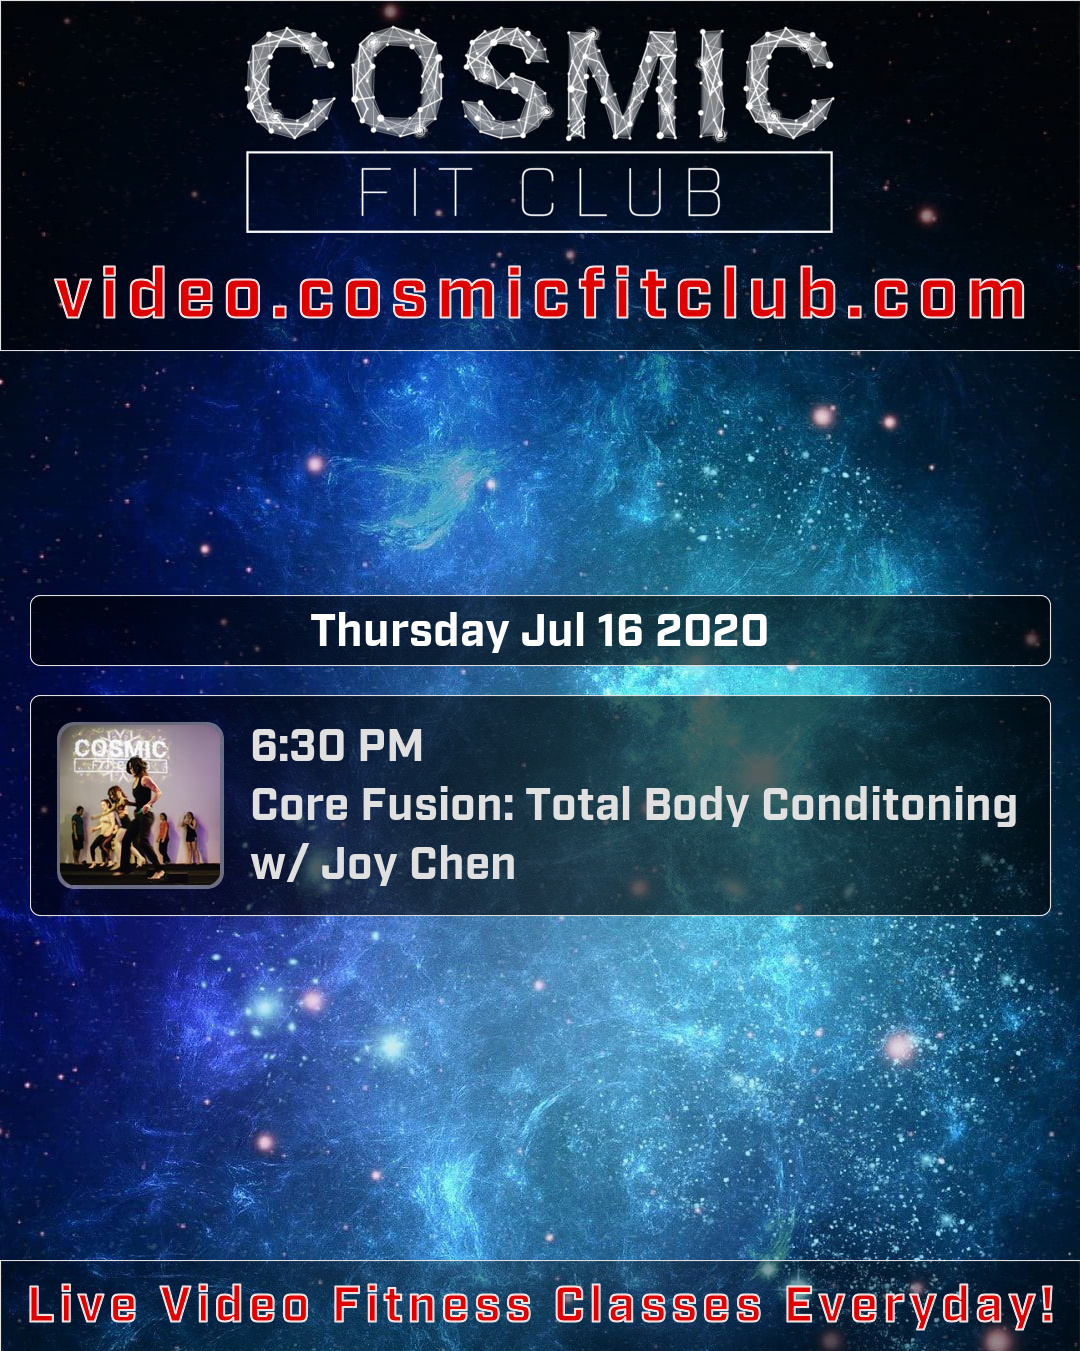 COSMIC
FIT CLUB
video.cosmicfitclub.com
Thursday Jul 16 2020
COSMIC
6:30 PM
Core Fusion: Total Body Conditoning
w/ Joy Chen
Live Video Fitness Classes Everyday!